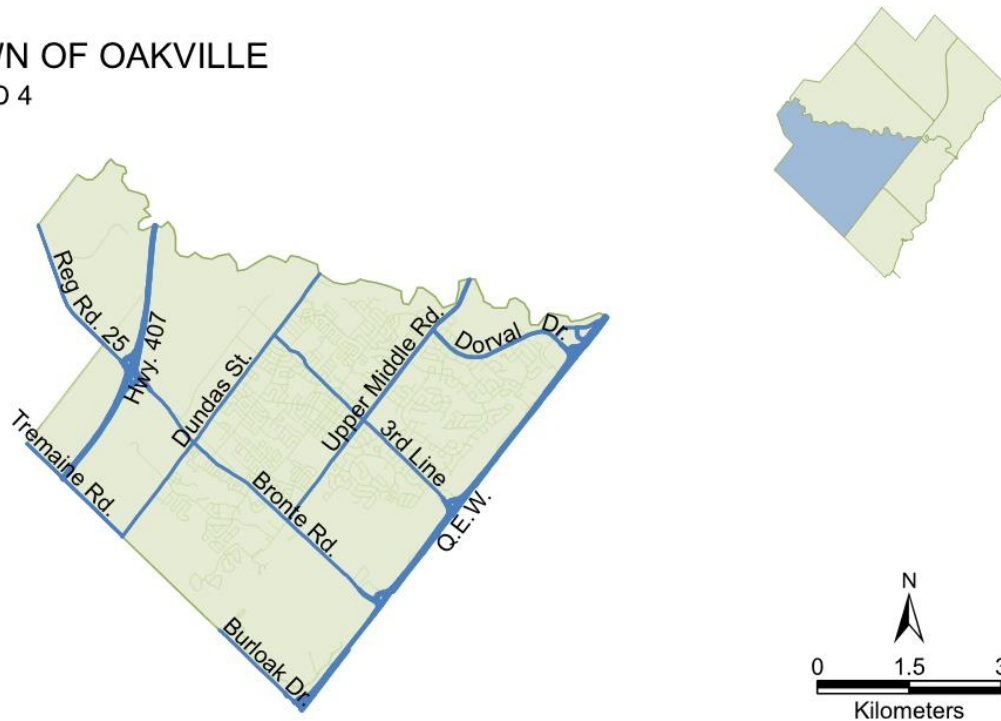 WN OF OAKVILLE
D 4
Reg Rd. 25
Hwy. 407
Dundas St.
Upper Middle Rd.
Dorval Dr.
Tremaine Rd.
3rd Line
Bronte Rd.
Q.E.W.
Burloak Dr.
N
0 1.5 3
Kilometers